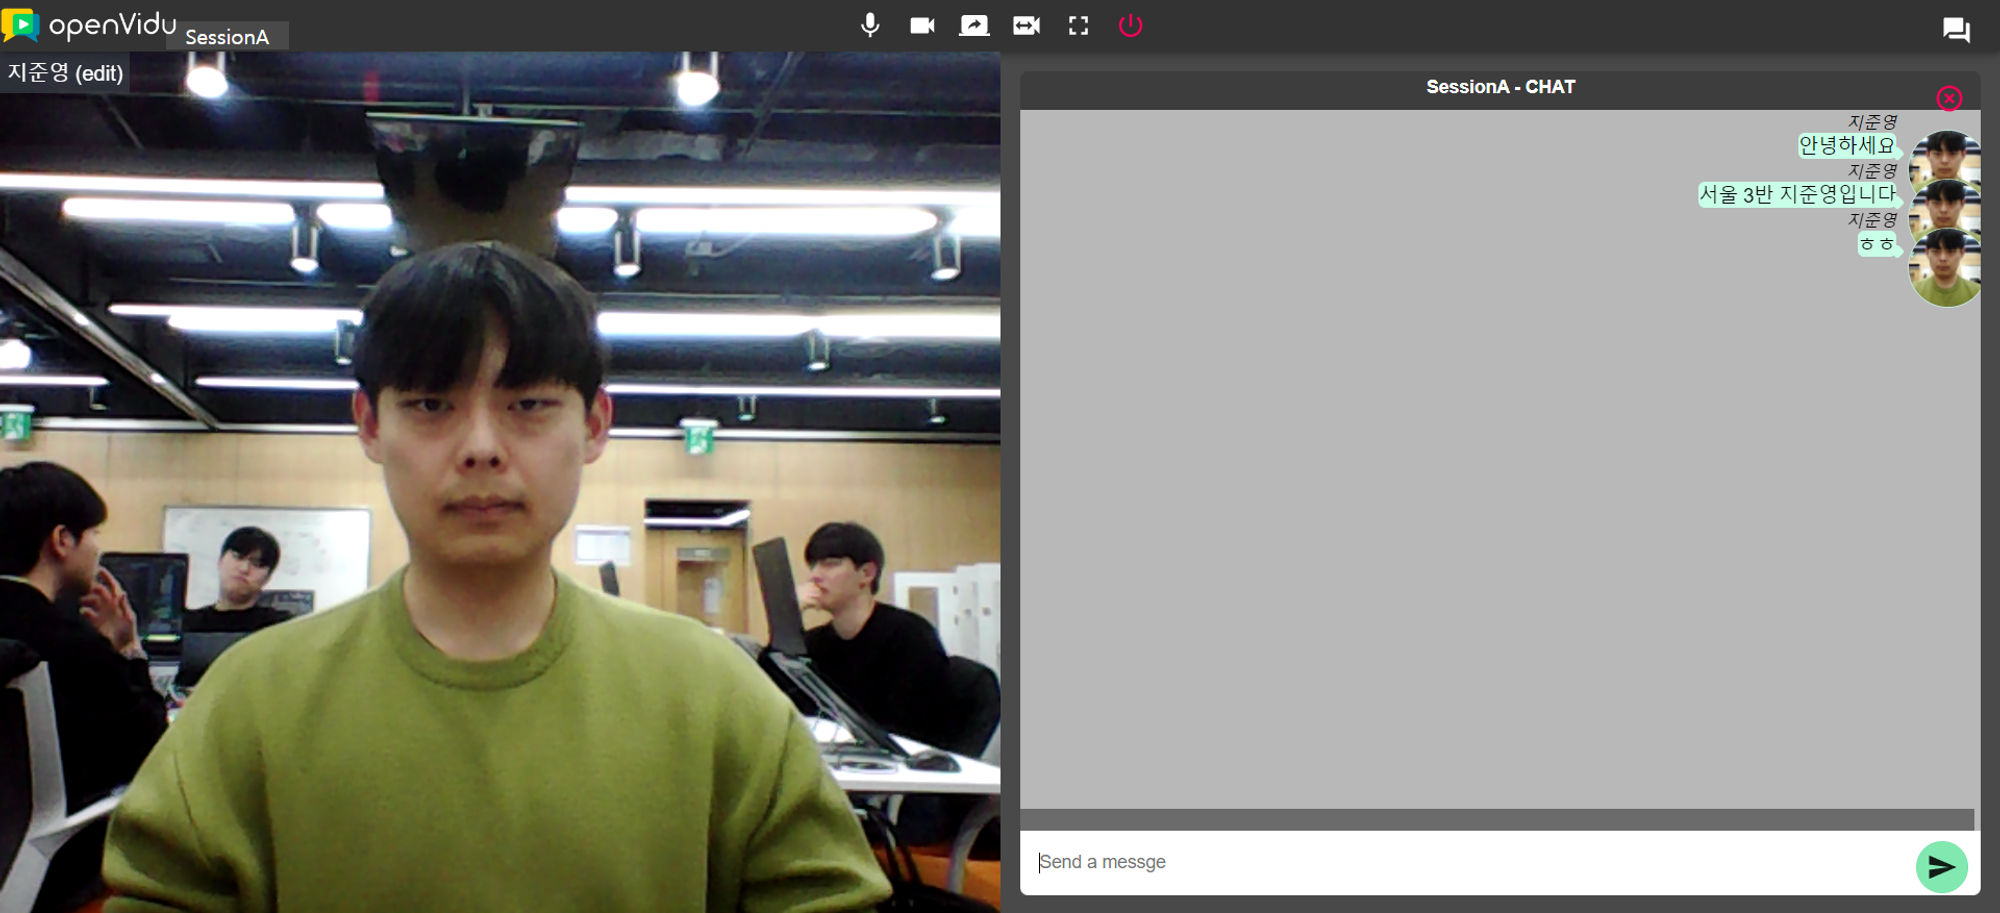 openVidu
SessionA
지준영 (edit)
SessionA - CHAT
지준영
안녕하세요
지준영
서울 3반 지준영입니다
지준영
ㅎㅎ
Send a messge